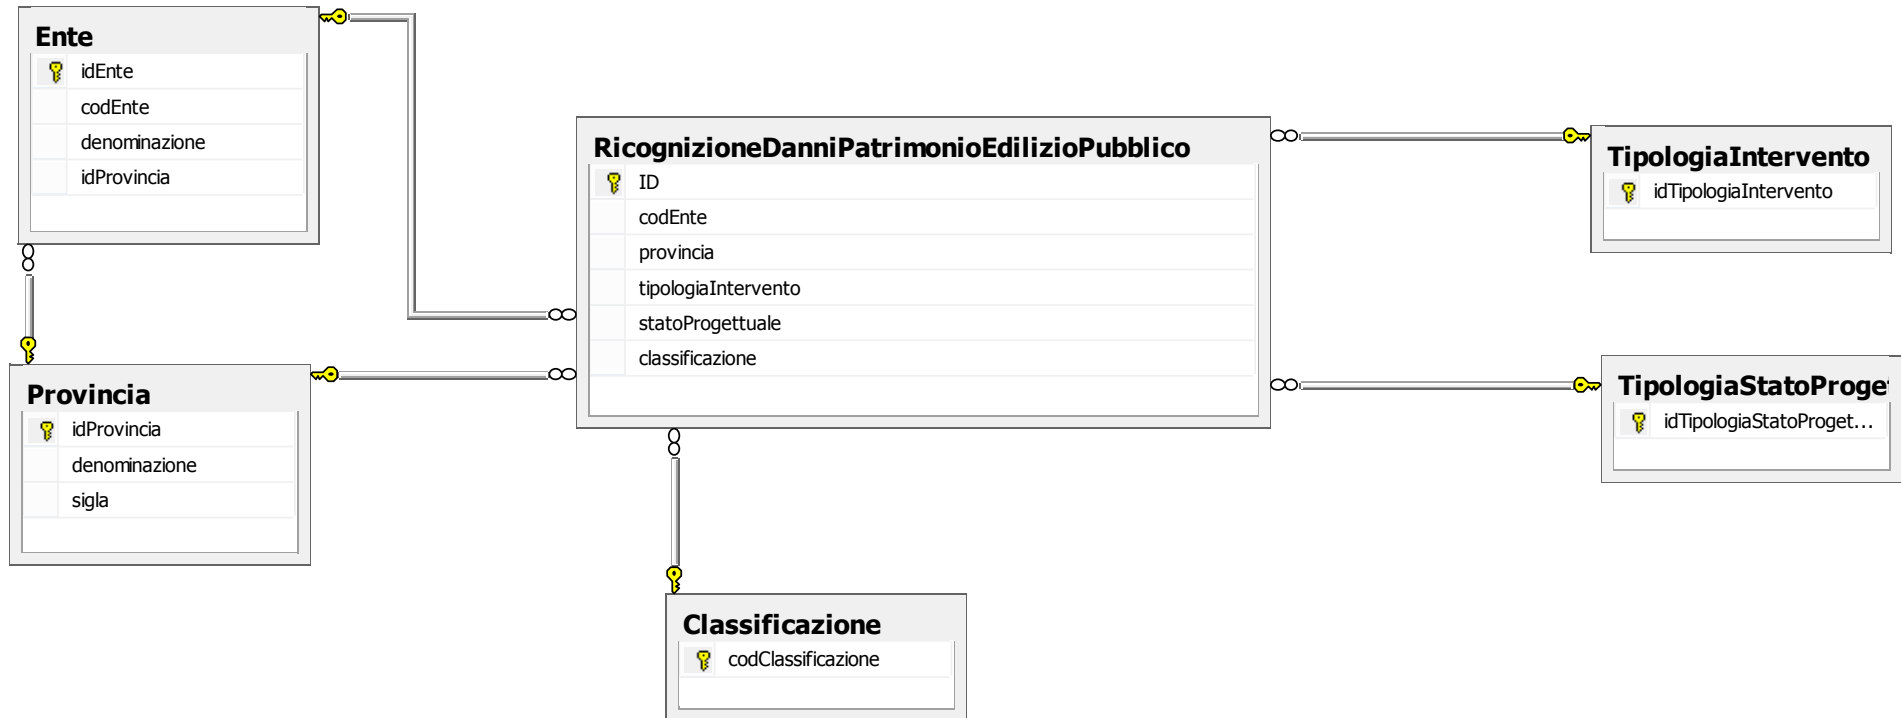 Ente
idEnte
codEnte
denominazione
idProvincia
Provincia
idProvincia
denominazione
sigla
RicognizioneDanniPatrimonioEdilizioPubblico
ID
codEnte
provincia
tipologiaIntervento
statoProgettuale
classificazione
Classificazione
codClassificazione
TipologiaIntervento
idTipologiaIntervento
TipologiaStatoProget
idTipologiaStatoProget...